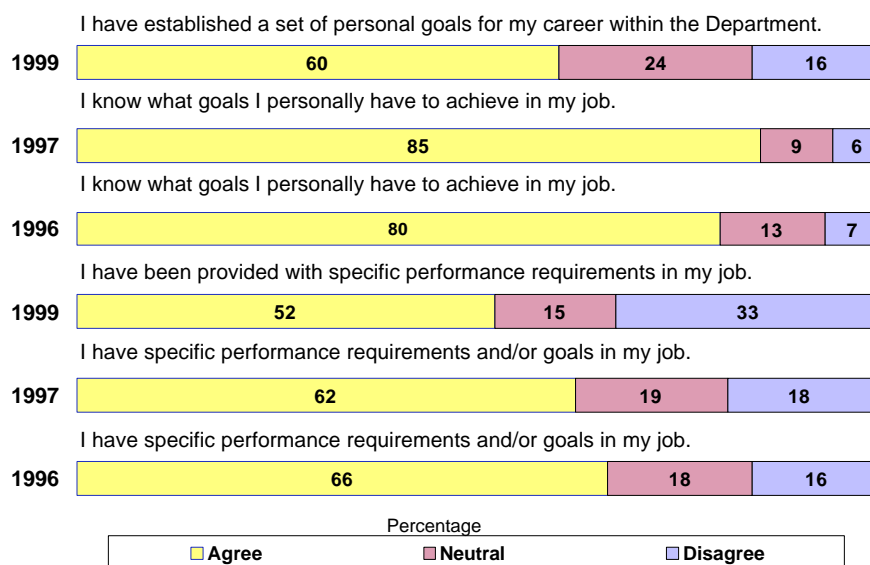 I have established a set of personal goals for my career within the Department.
1999 60 24 16
I know what goals I personally have to achieve in my job.
1997 85 9 6
I know what goals I personally have to achieve in my job.
1996 80 13 7
I have been provided with specific performance requirements in my job.
1999 52 15 33
I have specific performance requirements and/or goals in my job.
1997 62 19 18
I have specific performance requirements and/or goals in my job.
1996 66 18 16
Percentage
Agree Neutral Disagree